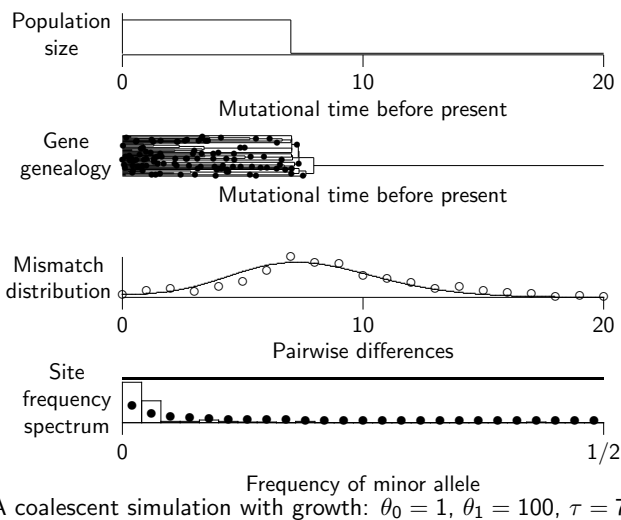 Population
size
0 10 20
Mutational time before present
Gene
genealogy
Mutational time before present
Mismatch
distribution
0 10 20
Pairwise differences
Site
frequency
spectrum
0 1/2
Frequency of minor allele
A coalescent simulation with growth: θ₀ = 1, θ₁ = 100, τ = 7